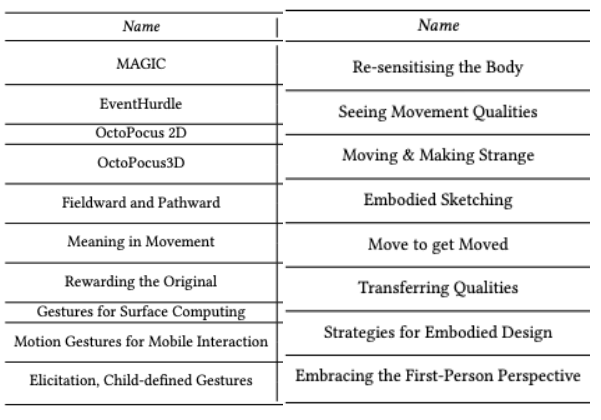 Name
MAGIC
EventHurdle
OctoPocus 2D
OctoPocus3D
Fieldward and Pathward
Meaning in Movement
Rewarding the Original
Gestures for Surface Computing
Motion Gestures for Mobile Interaction
Elicitation, Child-defined Gestures
Name
Re-sensitising the Body
Seeing Movement Qualities
Moving & Making Strange
Embodied Sketching
Move to get Moved
Transferring Qualities
Strategies for Embodied Design
Embracing the First-Person Perspective